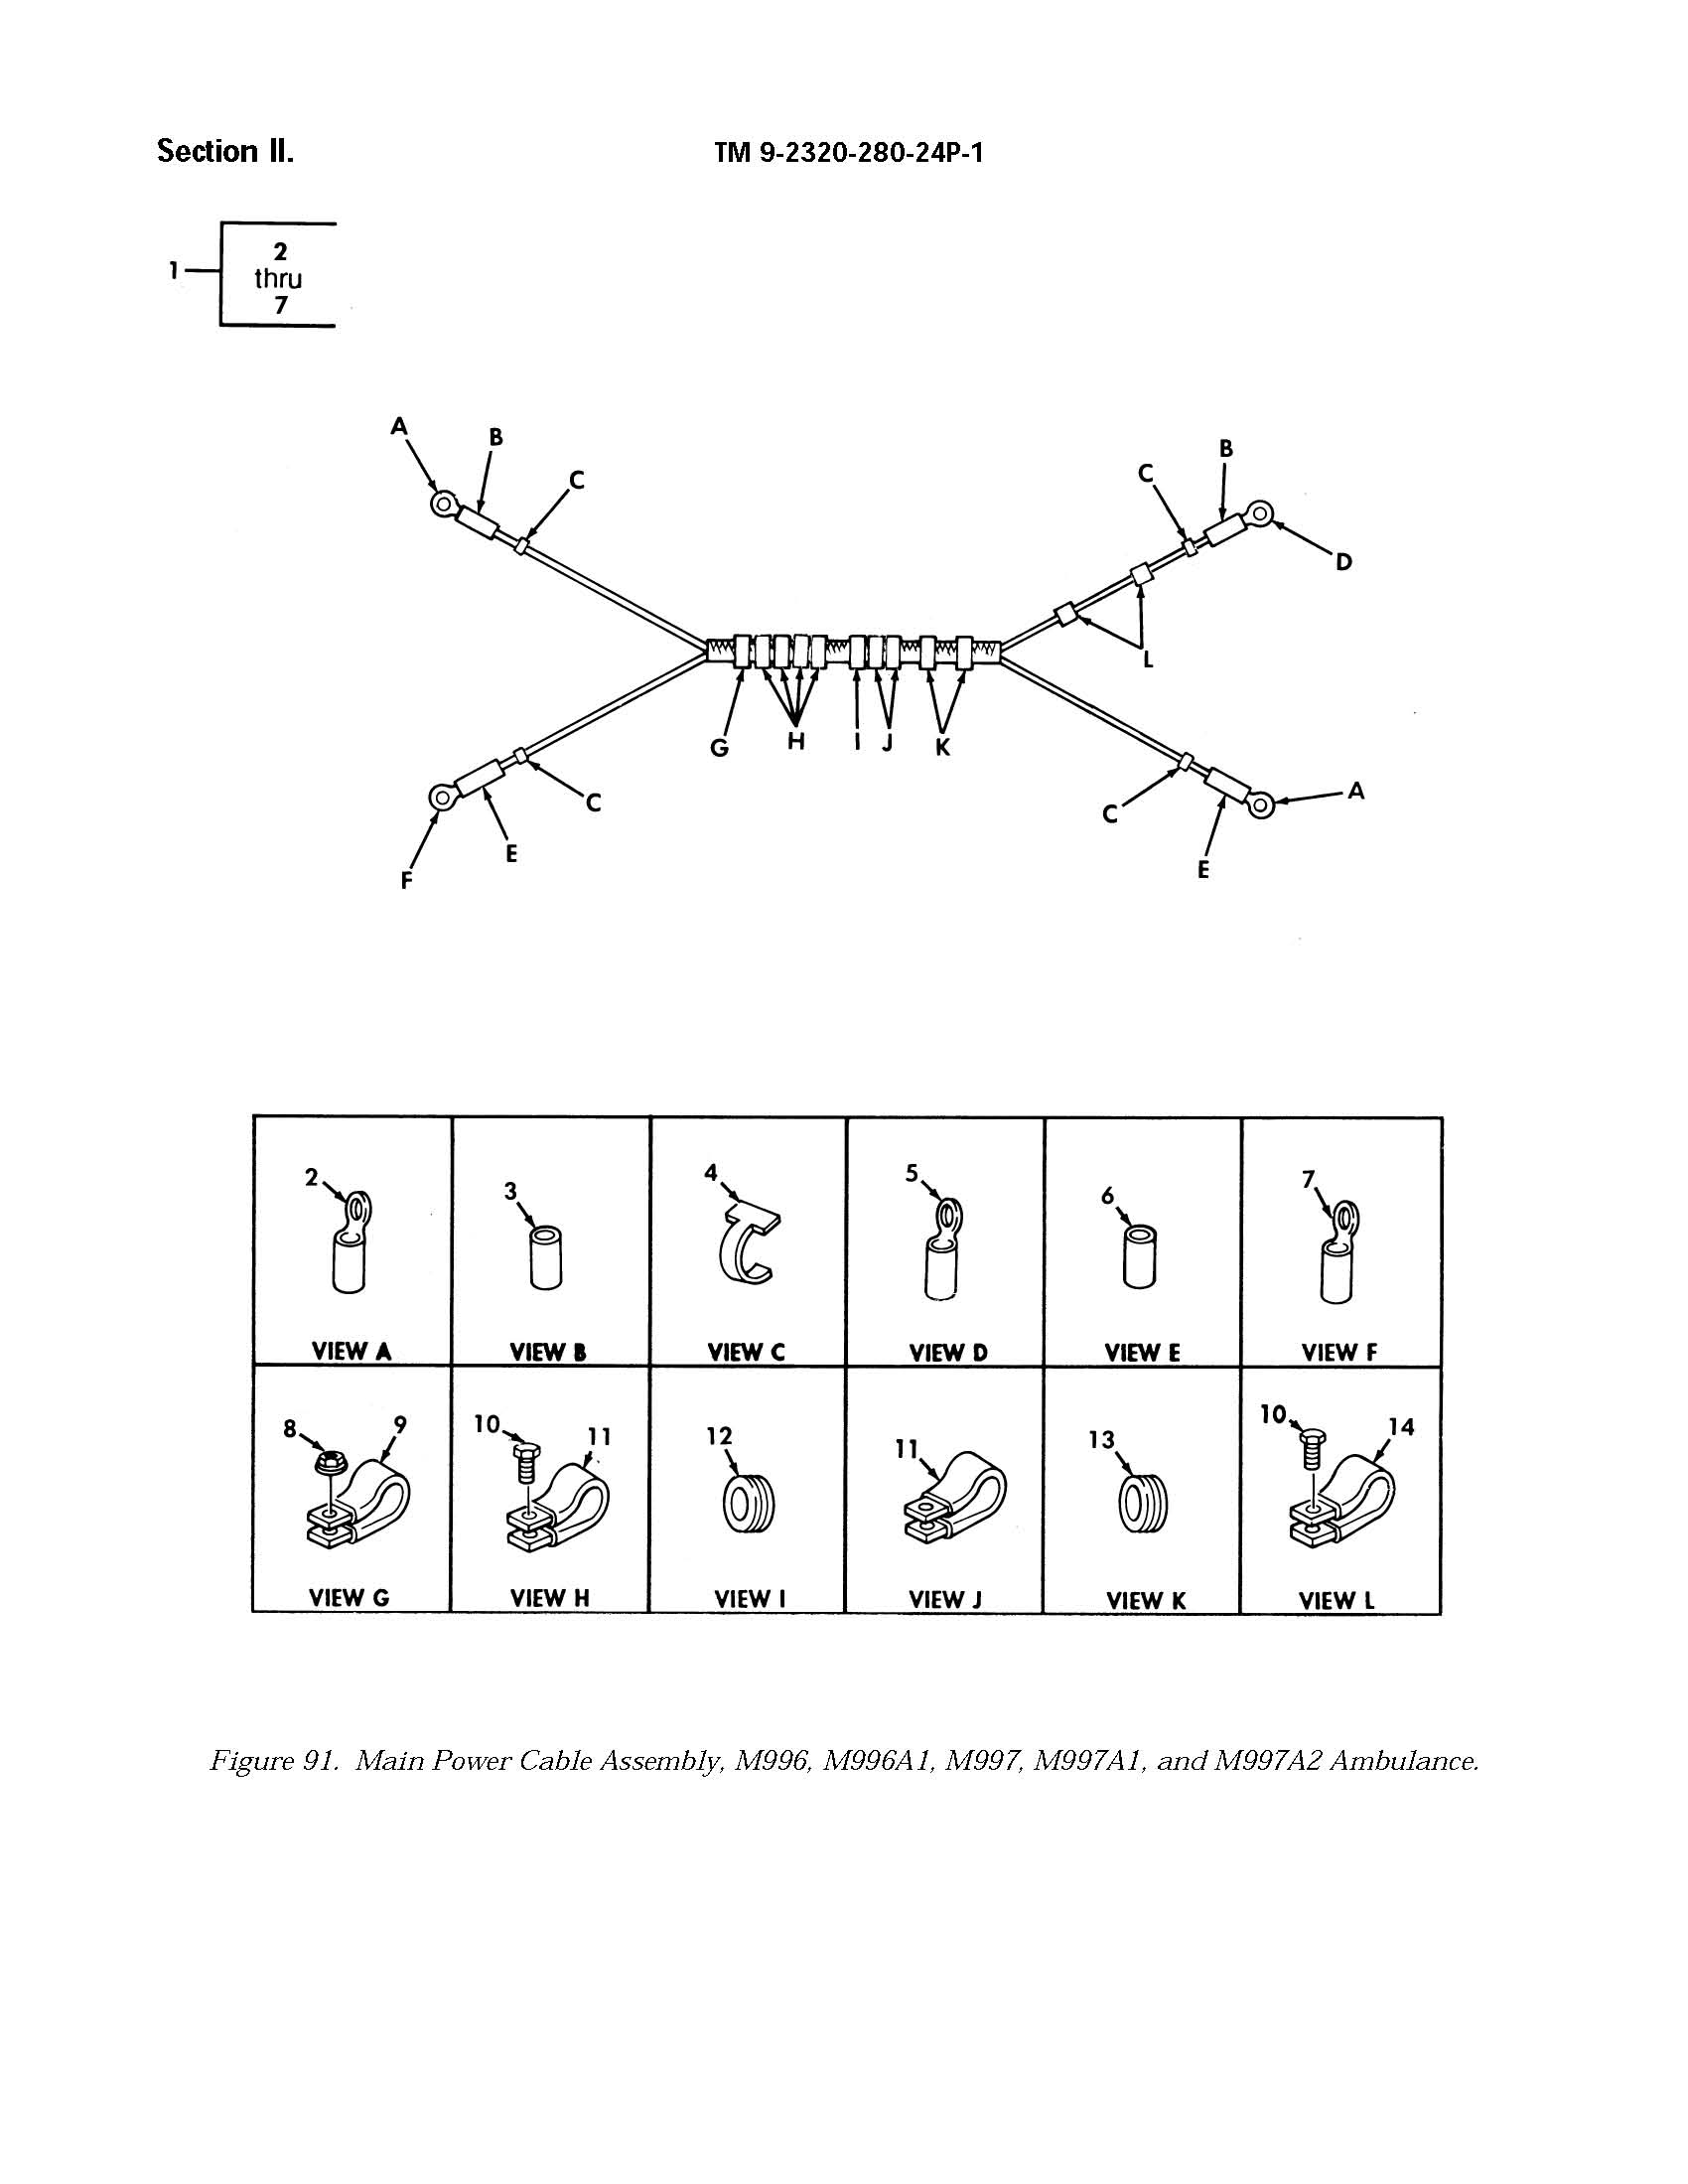 Section II.
TM 9-2320-280-24P-1
1
2
thru
7
A
B
C
C
B
D
L
G
H
I
J
K
C
E
F
C
E
A
2
3
4
5
6
7
VIEW A
VIEW B
VIEW C
VIEW D
VIEW E
VIEW F
8
9
10
11
12
11
13
10
14
VIEW G
VIEW H
VIEW I
VIEW J
VIEW K
VIEW L
Figure 91. Main Power Cable Assembly, M996, M996A1, M997, M997A1, and M997A2 Ambulance.